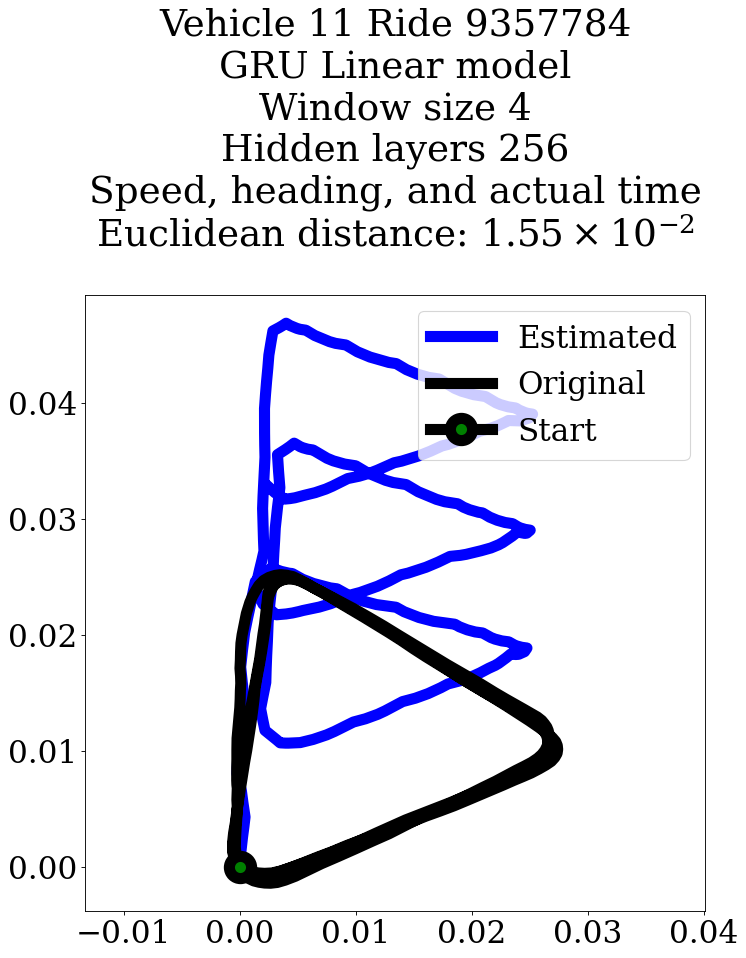 Vehicle 11 Ride 9357784
GRU Linear model
Window size 4
Hidden layers 256
Speed, heading, and actual time
Euclidean distance: 1.55 × 10⁻²
Estimated
Original
Start
0.04
0.03
0.02
0.01
0.00
−0.01 0.00 0.01 0.02 0.03 0.04